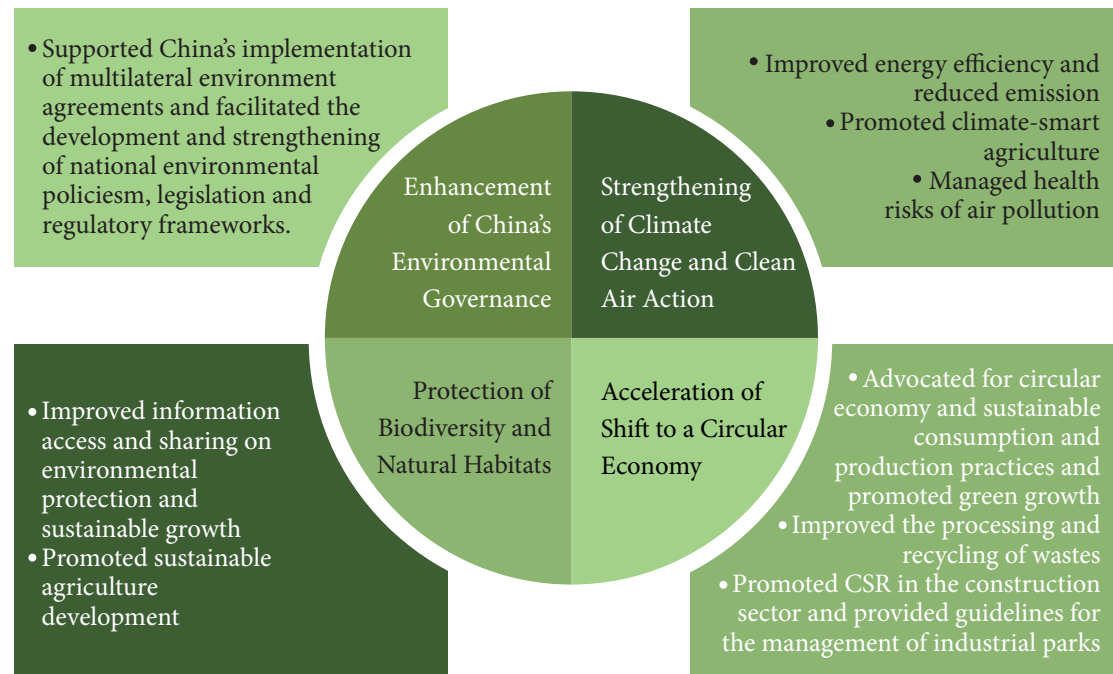 • Supported China's implementation
of multilateral environment
agreements and facilitated the
development and strengthening
of national environmental
policiesm, legislation and
regulatory frameworks.
Enhancement
of China's
Environmental
Governance
Strengthening
of Climate
Change and Clean
Air Action
• Improved energy efficiency and
reduced emission
• Promoted climate-smart
agriculture
• Managed health
risks of air pollution
• Improved information
access and sharing on
environmental
protection and
sustainable growth
• Promoted sustainable
agriculture
development
Protection of
Biodiversity and
Natural Habitats
Acceleration of
Shift to a Circular
Economy
• Advocated for circular
economy and sustainable
consumption and
production practices and
promoted green growth
• Improved the processing and
recycling of wastes
• Promoted CSR in the construction
sector and provided guidelines for
the management of industrial parks